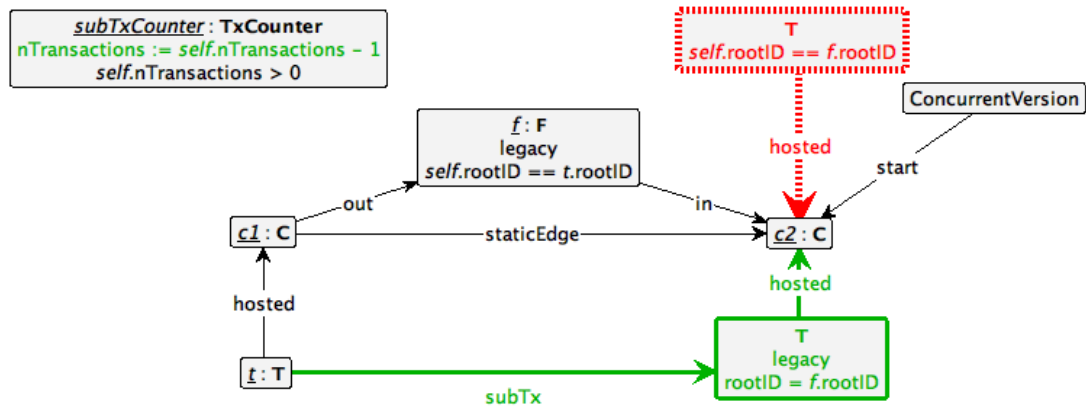 subTxCounter : TxCounter
nTransactions := self.nTransactions − 1
self.nTransactions > 0
T
self.rootID == f.rootID
ConcurrentVersion
f : F
legacy
self.rootID == t.rootID
hosted
start
out
in
c1 : C
staticEdge
c2 : C
hosted
hosted
T
legacy
rootID = f.rootID
t : T
subTx